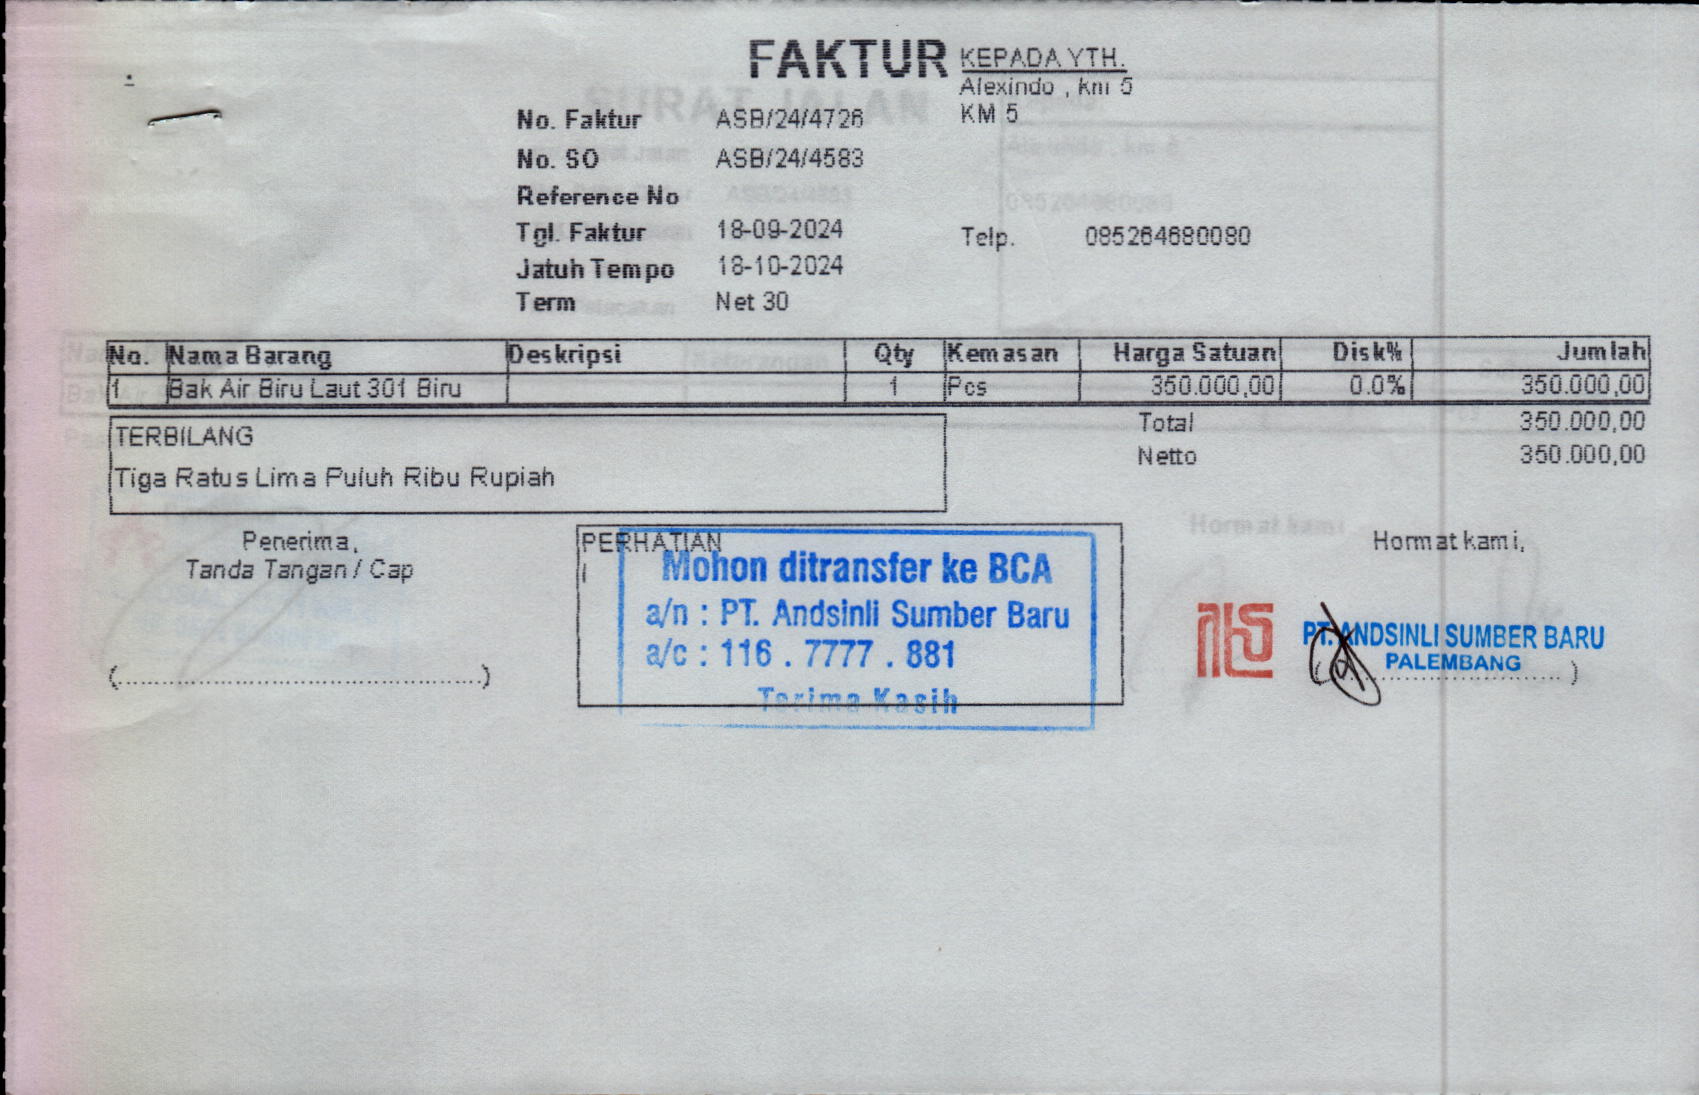 FAKTUR
KEPADA YTH.
Alexindo , km 5
KM 5
No. Faktur ASB/24/4726
No. SO ASB/24/4583
Reference No
Tgl. Faktur 18-09-2024
Telp. 085264680080
Jatuh Tempo 18-10-2024
Term Net 30
No. Nama Barang Deskripsi Qty Kemasan Harga Satuan Disk% Jumlah
1 Bak Air Biru Laut 301 Biru 1 Pcs 350.000,00 0.0% 350.000,00
Total 350.000,00
TERBILANG
Netto 350.000,00
Tiga Ratus Lima Puluh Ribu Rupiah
Penerima,
Tanda Tangan / Cap
(..................................................)
PERHATIAN
Mohon ditransfer ke BCA
a/n : PT. Andsinli Sumber Baru
a/c : 116 . 7777 . 881
Terima Kasih
Hormat kami,
PT. ANDSINLI SUMBER BARU
PALEMBANG